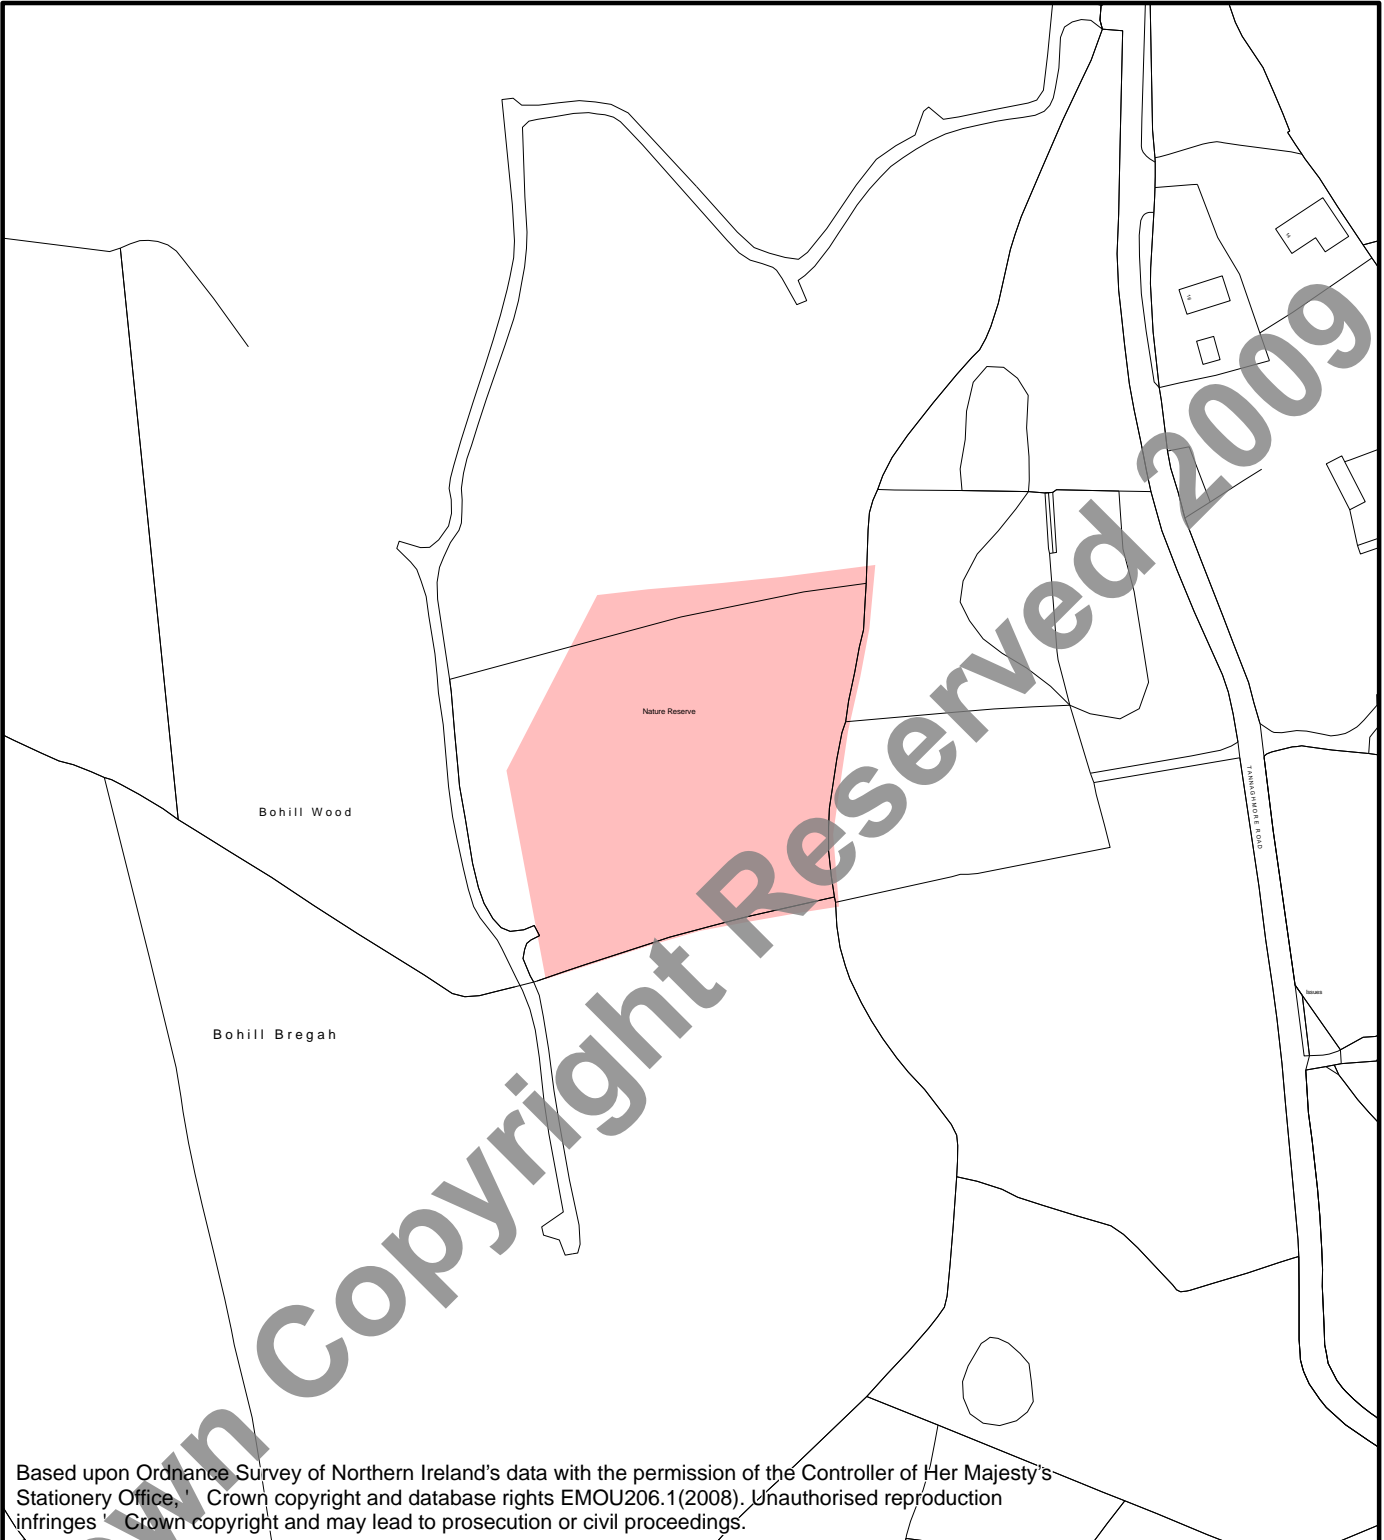 Nature Reserve
Bohill Wood
TANNAGHMORE ROAD
Issues
Bohill Bregah
wn Copyright Reserved 2009
Based upon Ordnance Survey of Northern Ireland's data with the permission of the Controller of Her Majesty's
Stationery Office, ' Crown copyright and database rights EMOU206.1(2008). Unauthorised reproduction
infringes ' Crown copyright and may lead to prosecution or civil proceedings.